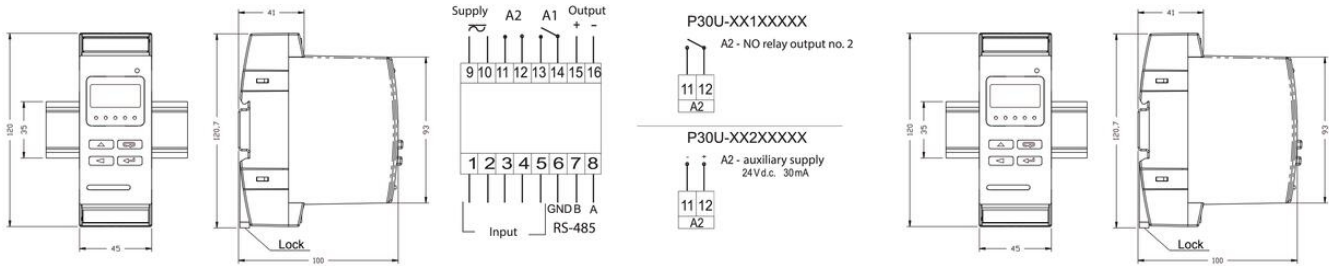 41
120
35
45
120,7
93
100
Lock
Supply A2 A1 Output
+ -
9 10 11 12 13 14 15 16
1 2 3 4 5 6 7 8
GND B A
Input RS-485
P30U-XX1XXXXX
A2 - NO relay output no. 2
11 12
A2
P30U-XX2XXXXX
- -
A2 - auxiliary supply
24V d.c. 30mA
11 12
A2
41
120
35
45
120,7
93
100
Lock